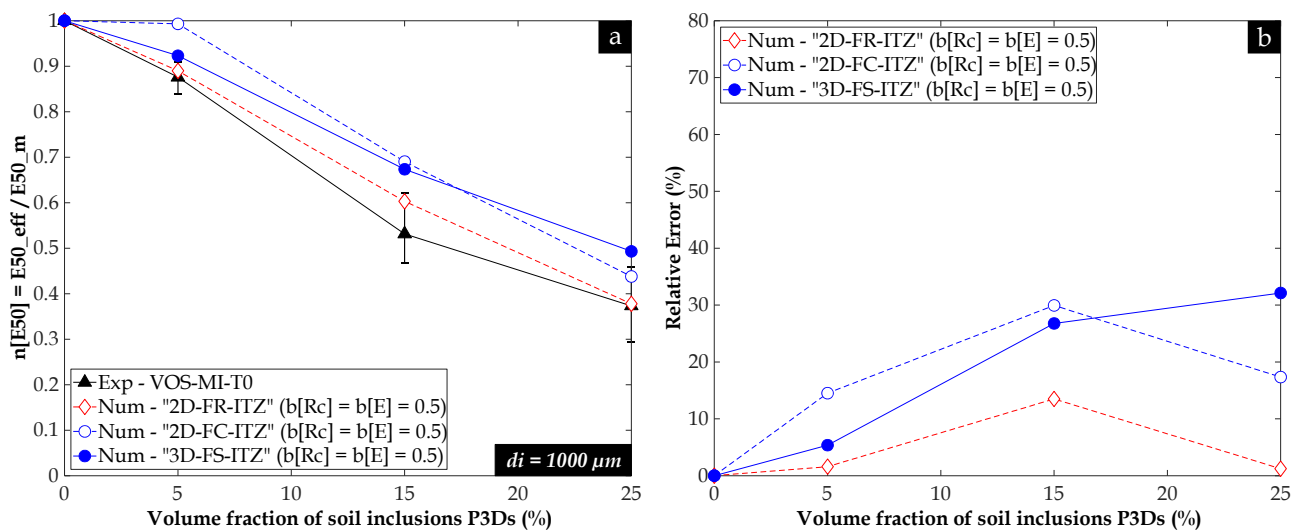 a
n[E50] = E50_eff / E50_m
1
0.9
0.8
0.7
0.6
0.5
0.4
0.3
0.2
0.1
0
Exp - VOS-MI-T0
Num - "2D-FR-ITZ" (b[Rc] = b[E] = 0.5)
Num - "2D-FC-ITZ" (b[Rc] = b[E] = 0.5)
Num - "3D-FS-ITZ" (b[Rc] = b[E] = 0.5)
di = 1000 µm
0 5 10 15 20 25
Volume fraction of soil inclusions P3Ds (%)
b
Relative Error (%)
80
70
60
50
40
30
20
10
0
Num - "2D-FR-ITZ" (b[Rc] = b[E] = 0.5)
Num - "2D-FC-ITZ" (b[Rc] = b[E] = 0.5)
Num - "3D-FS-ITZ" (b[Rc] = b[E] = 0.5)
0 5 10 15 20 25
Volume fraction of soil inclusions P3Ds (%)